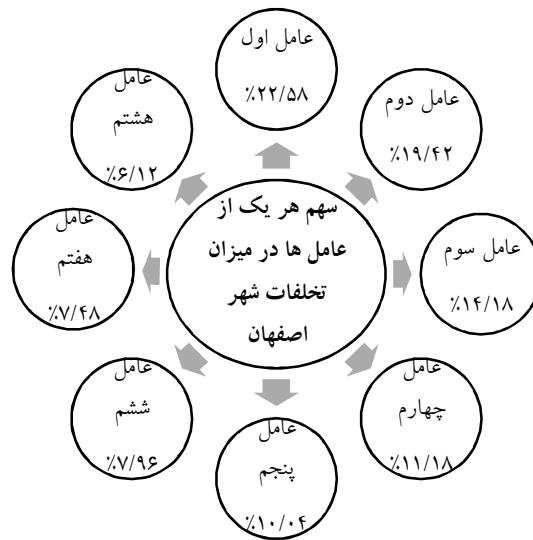 عامل اول
٪۲۲/۵۸
عامل دوم
٪۱۹/۴۲
عامل سوم
٪۱۴/۱۸
عامل
چهارم
٪۱۱/۱۸
عامل
پنجم
٪۱۰/۰۴
عامل
ششم
٪۷/۹۶
عامل
هفتم
٪۷/۴۸
عامل
هشتم
٪۶/۱۲
سهم هر یک از
عامل ها در میزان
تخلفات شهر
اصفهان